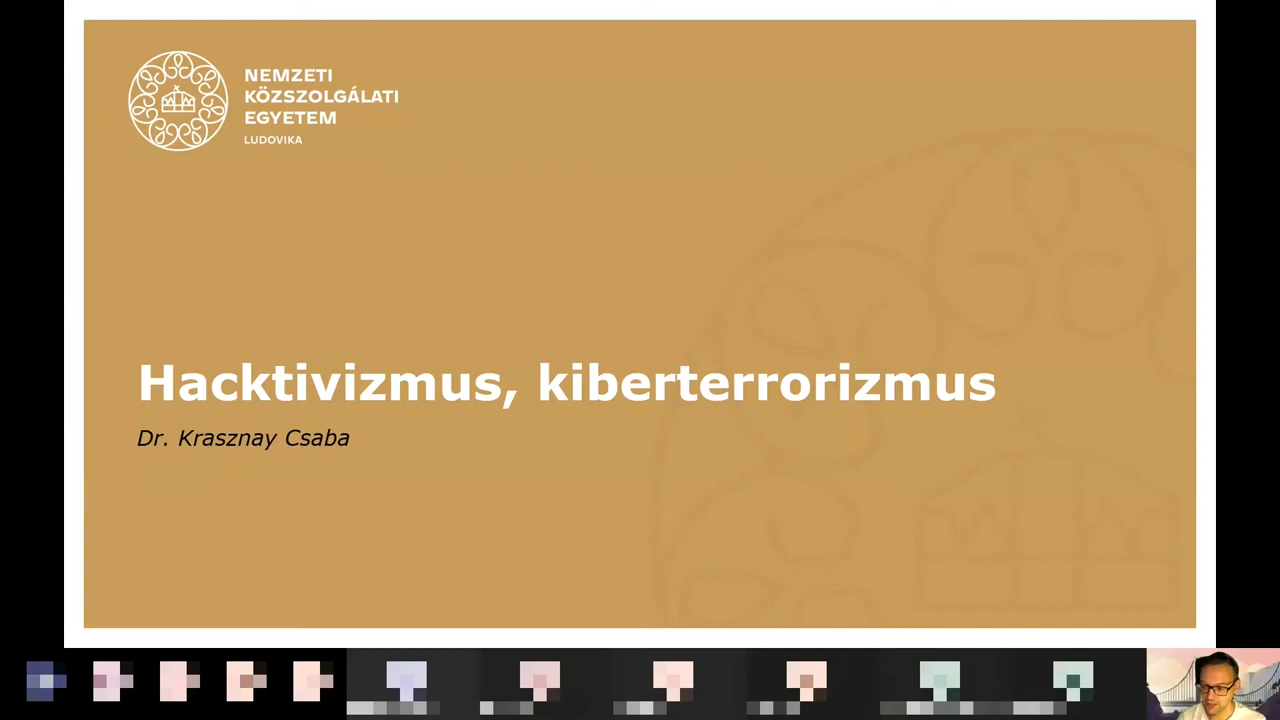 NEMZETI
KÖZSZOLGÁLATI
EGYETEM
LUDOVIKA
Hacktivizmus, kiberterrorizmus
Dr. Krasznay Csaba